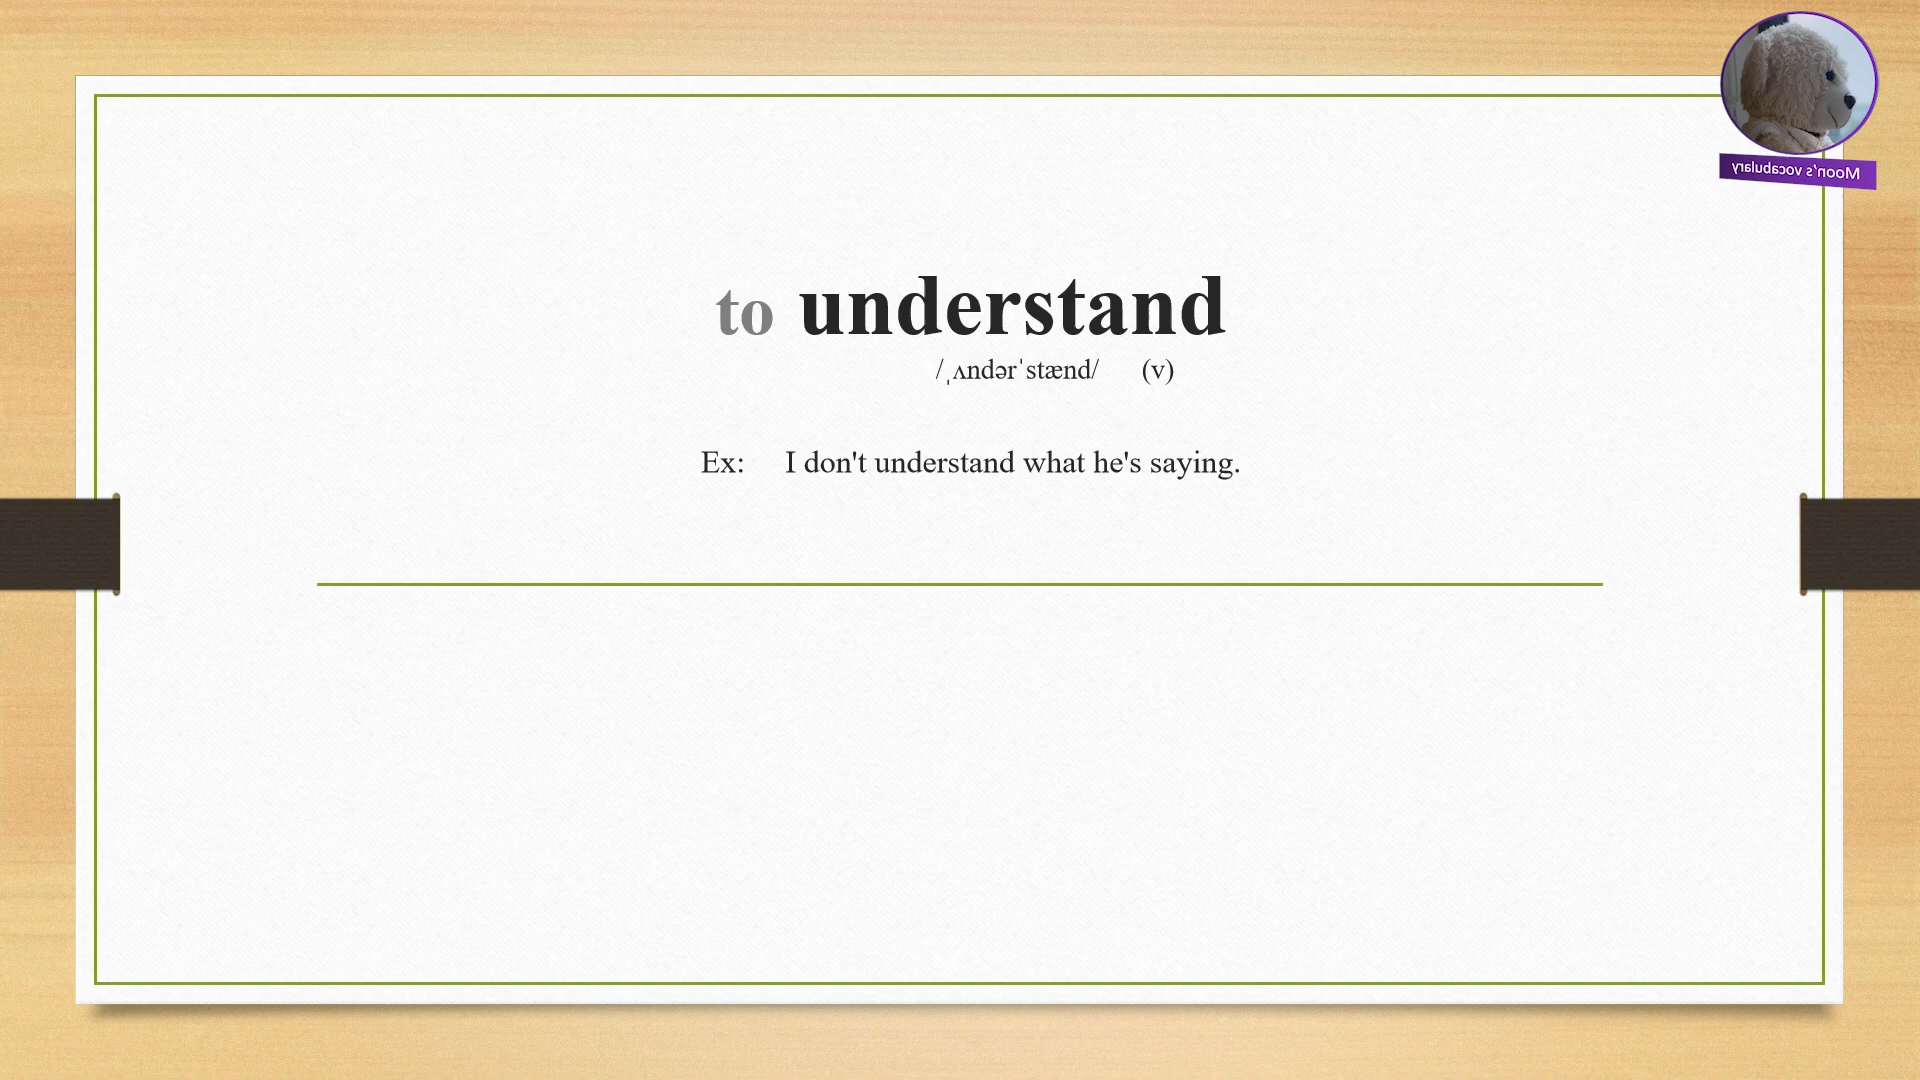 Moon's vocabulary
to understand
/ˌʌndərˈstænd/ (v)
Ex: I don't understand what he's saying.